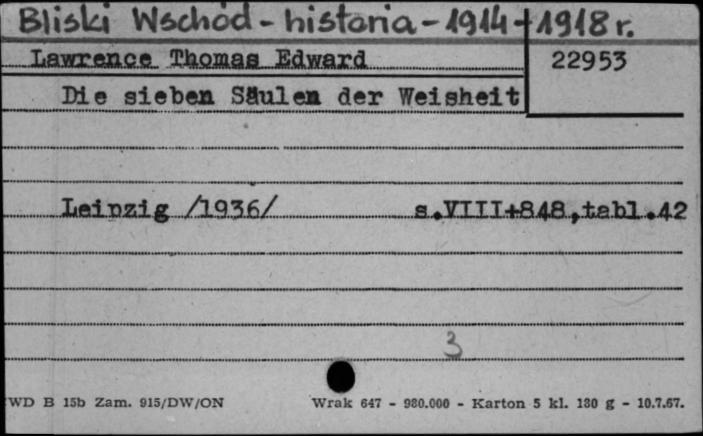 Bliski Wschód - historia - 1914-1918 r.
Lawrence Thomas Edward 22953
Die sieben Säulen der Weisheit
Leipzig /1936/ s.VIII+848,tabl.42
3
WD B 15b Zam. 915/DW/ON Wrak 647 - 980.000 - Karton 5 kl. 180 g - 10.7.67.